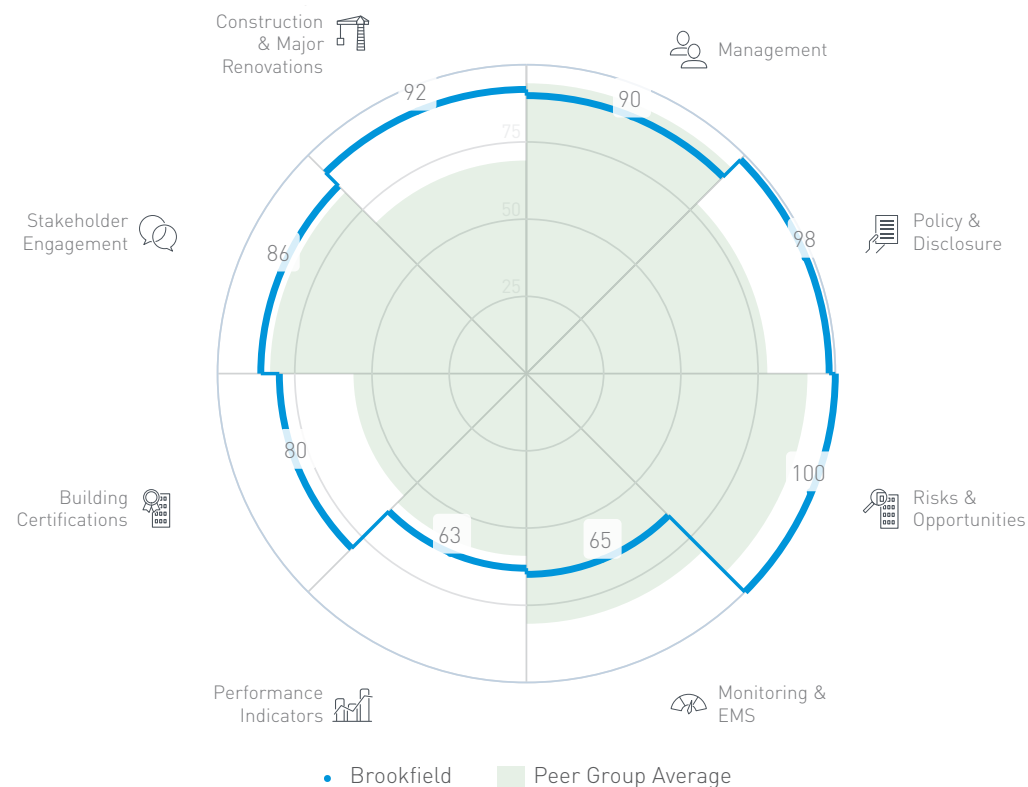 Construction
& Major
Renovations
Management
92
90
75
Stakeholder
Engagement
Policy &
Disclosure
50
86
98
25
Building
Certifications
80
100
Risks &
Opportunities
63
65
Performance
Indicators
Monitoring &
EMS
Brookfield
Peer Group Average